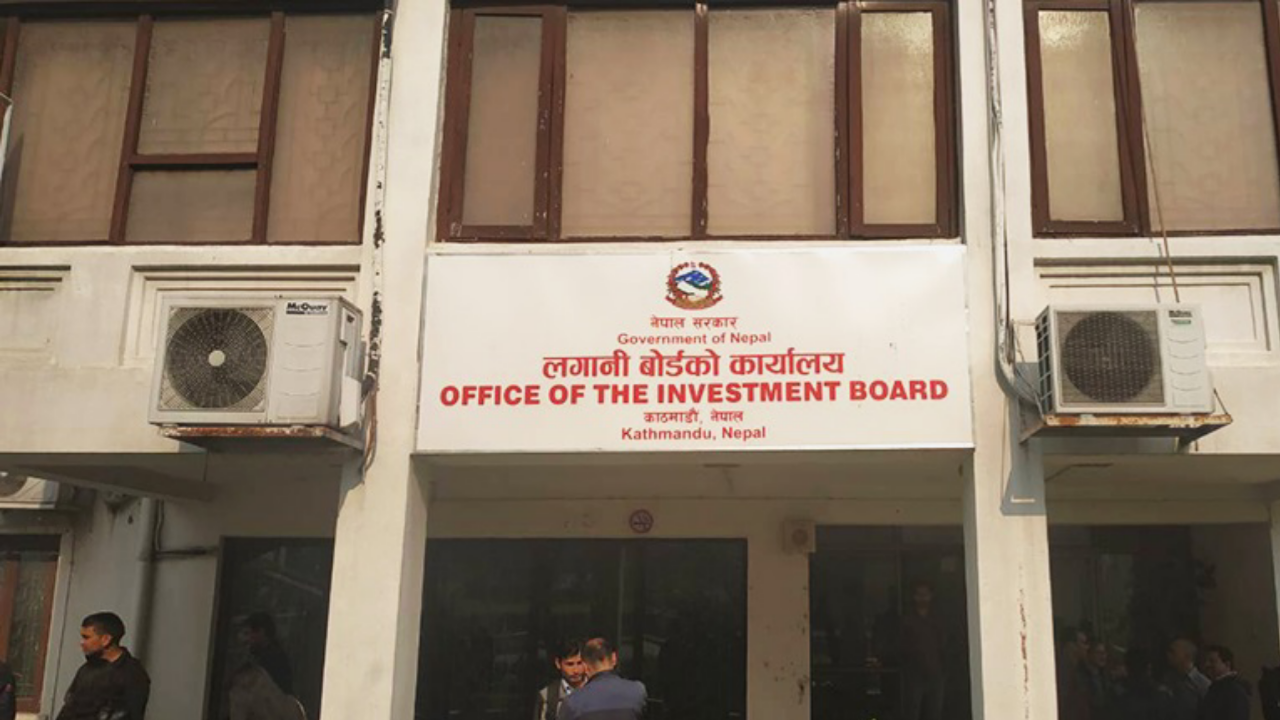 नेपाल सरकार
Government of Nepal
लगानी बोर्डको कार्यालय
OFFICE OF THE INVESTMENT BOARD
काठमाडौं, नेपाल
Kathmandu, Nepal
McQuay